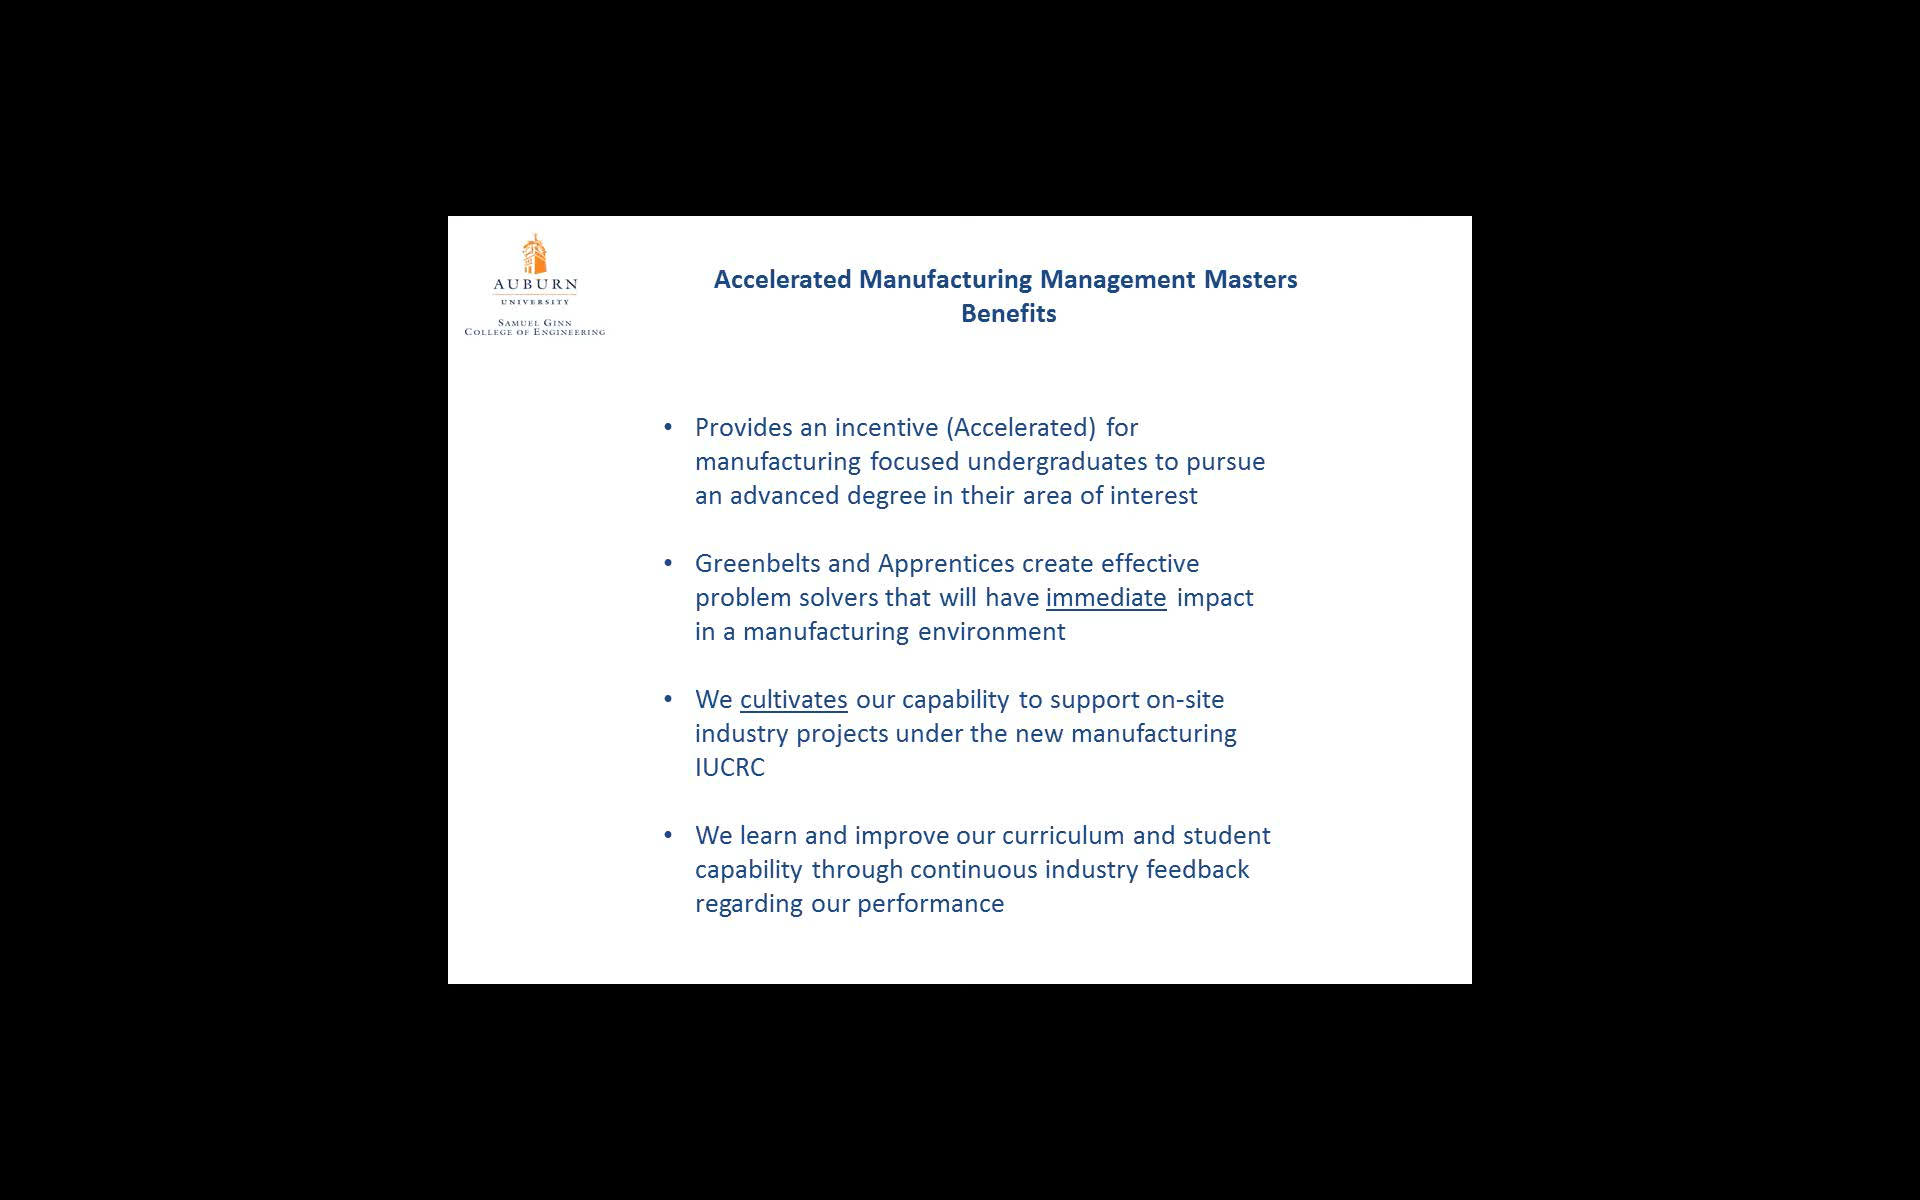 AUBURN
UNIVERSITY
SAMUEL GINN
COLLEGE OF ENGINEERING
Accelerated Manufacturing Management Masters
Benefits
• Provides an incentive (Accelerated) for
manufacturing focused undergraduates to pursue
an advanced degree in their area of interest
• Greenbelts and Apprentices create effective
problem solvers that will have immediate impact
in a manufacturing environment
• We cultivates our capability to support on-site
industry projects under the new manufacturing
IUCRC
• We learn and improve our curriculum and student
capability through continuous industry feedback
regarding our performance